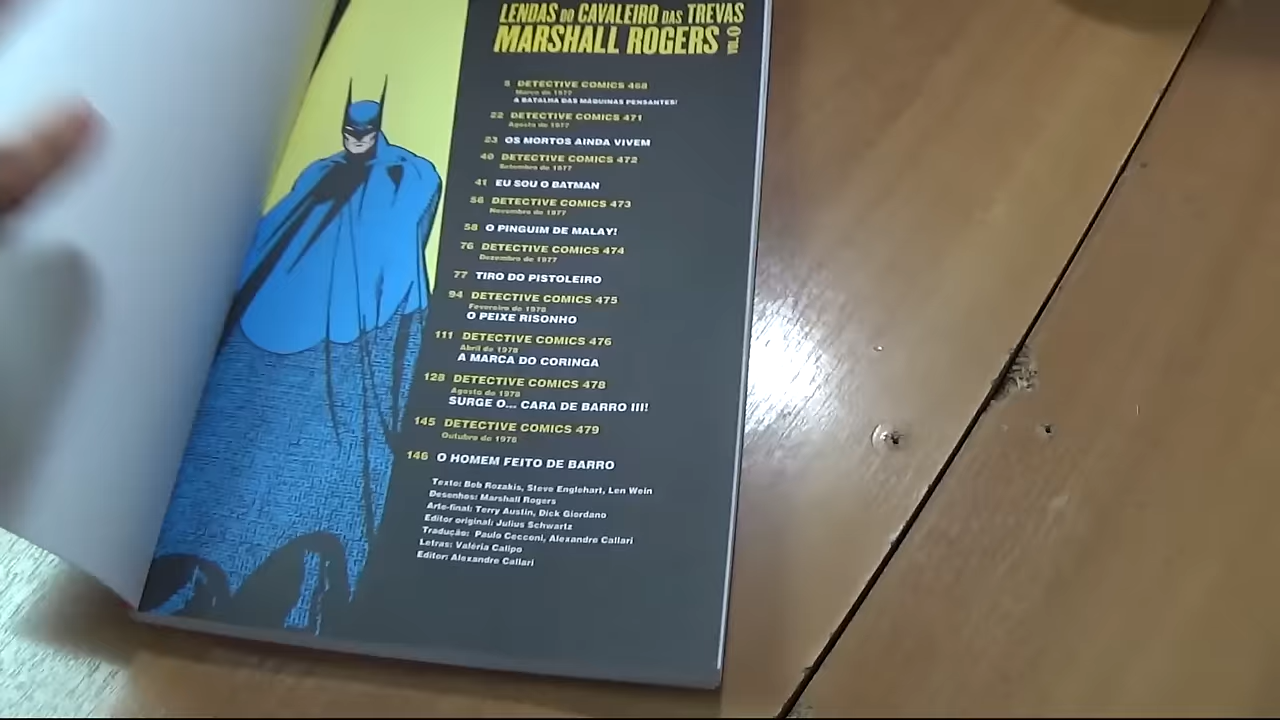 LENDAS DO CAVALEIRO DAS TREVAS
MARSHALL ROGERS VOL.
5 DETECTIVE COMICS 468
Março de 1977
A BATALHA DAS MÁQUINAS PENSANTES!
22 DETECTIVE COMICS 471
Agosto de 1977
23 OS MORTOS AINDA VIVEM
40 DETECTIVE COMICS 472
Setembro de 1977
41 EU SOU O BATMAN
56 DETECTIVE COMICS 473
Novembro de 1977
58 O PINGUIM DE MALAY!
76 DETECTIVE COMICS 474
Dezembro de 1977
77 TIRO DO PISTOLEIRO
94 DETECTIVE COMICS 475
Fevereiro de 1978
O PEIXE RISONHO
111 DETECTIVE COMICS 476
Abril de 1978
A MARCA DO CORINGA
128 DETECTIVE COMICS 478
Agosto de 1978
SURGE O... CARA DE BARRO III!
145 DETECTIVE COMICS 479
Outubro de 1978
146 O HOMEM FEITO DE BARRO
Texto: Bob Rozakis, Steve Englehart, Len Wein
Desenhos: Marshall Rogers
Arte-final: Terry Austin, Dick Giordano
Editor original: Julius Schwartz
Tradução: Paulo Cecconi, Alexandre Callari
Letras: Valéria Calipo
Editor: Alexandre Callari